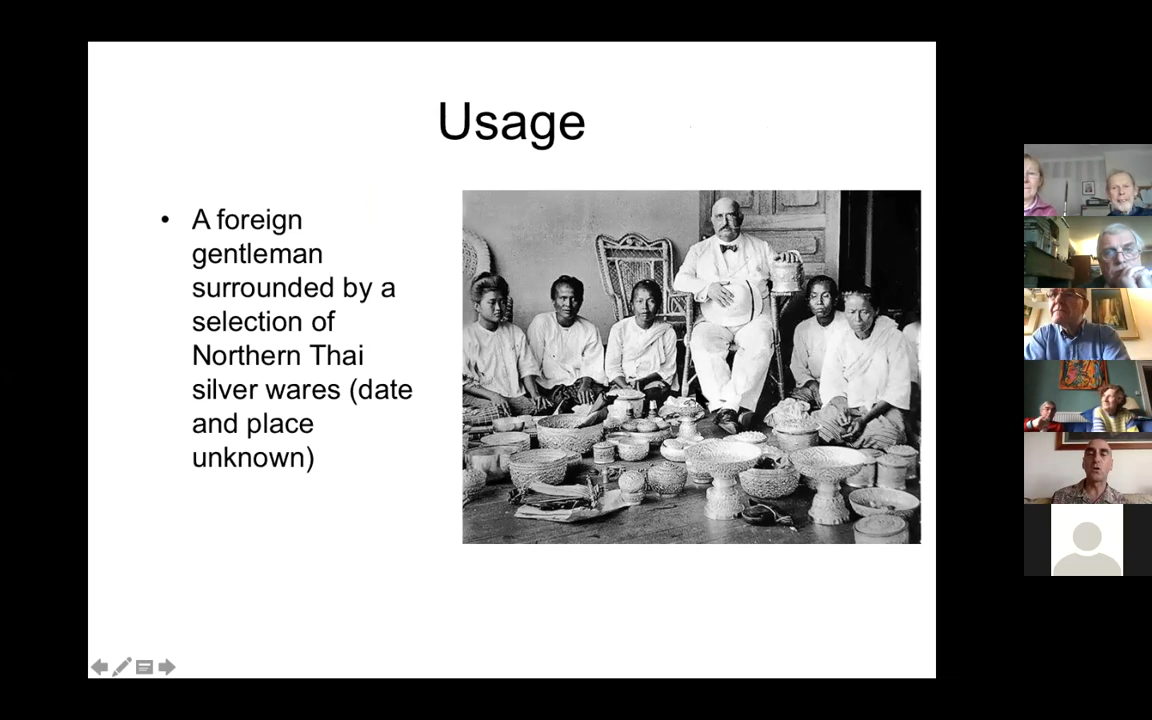 Usage
• A foreign
gentleman
surrounded by a
selection of
Northern Thai
silver wares (date
and place
unknown)